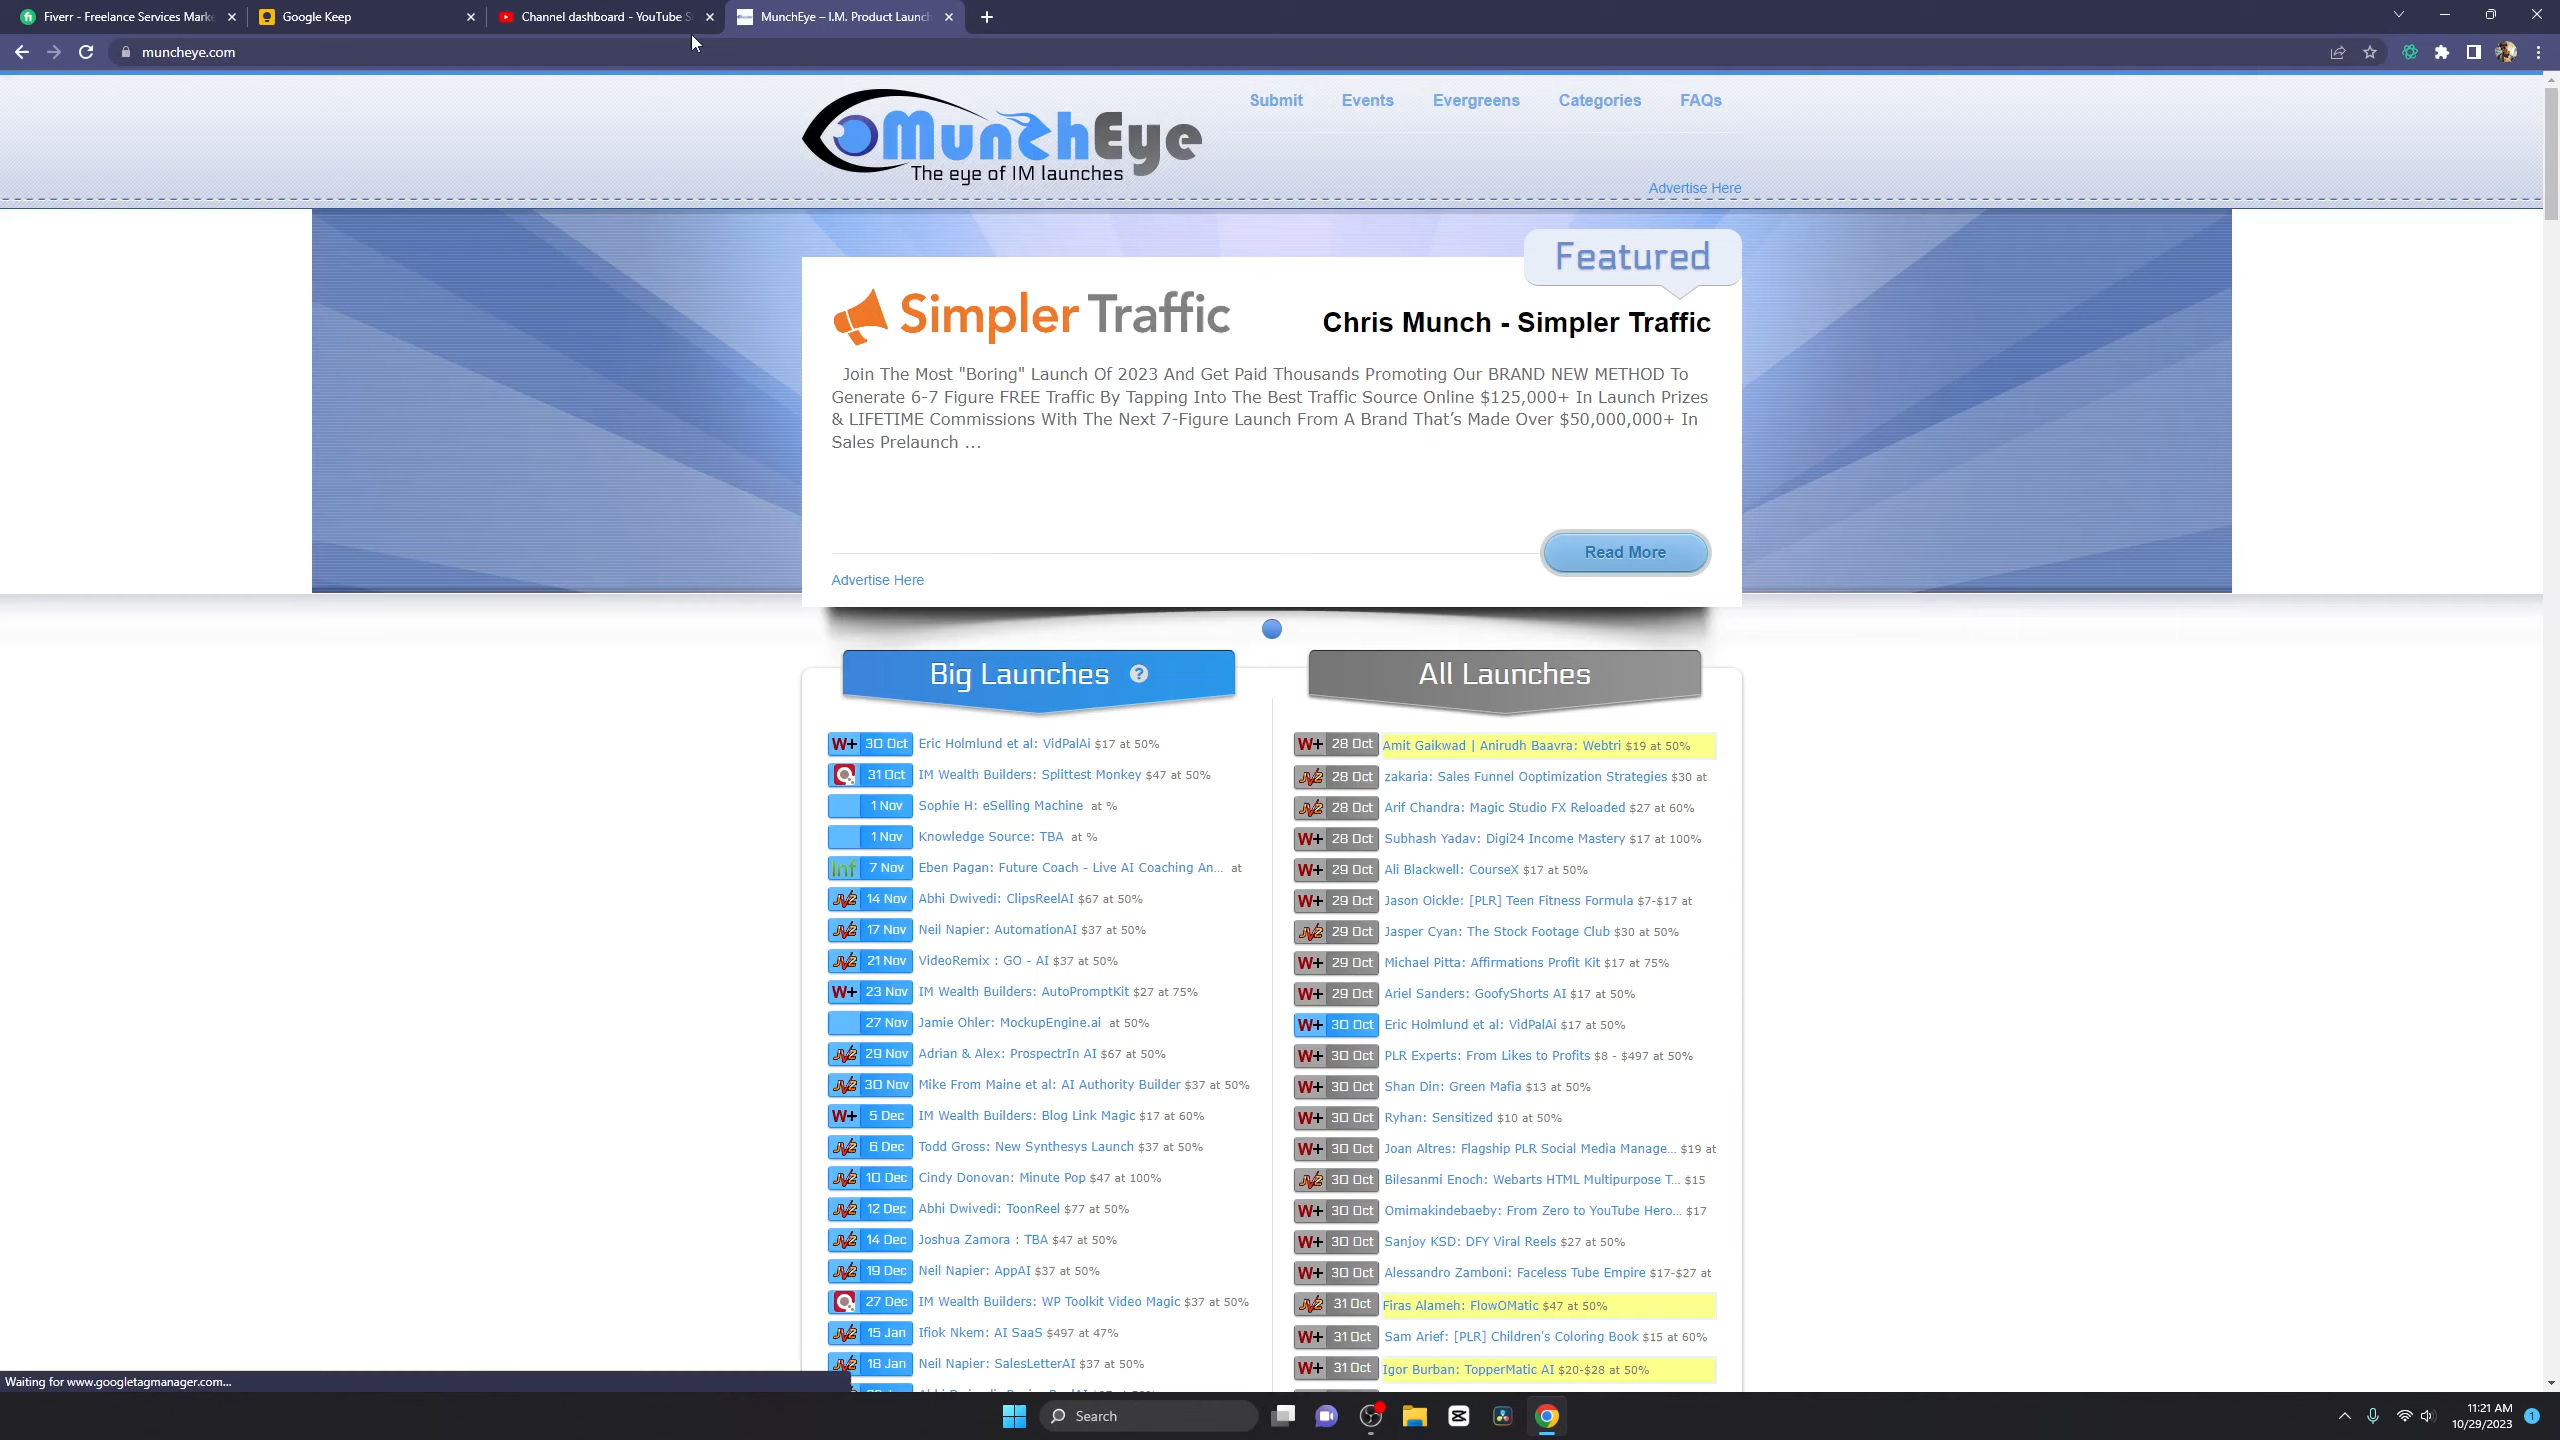 Fiverr - Freelance Services Mark
Google Keep
Channel dashboard - YouTube S
MunchEye – I.M. Product Launch
muncheye.com
MunchEye
The eye of IM launches
Submit Events Evergreens Categories FAQs
Advertise Here
Featured
Simpler Traffic
Chris Munch - Simpler Traffic
Join The Most "Boring" Launch Of 2023 And Get Paid Thousands Promoting Our BRAND NEW METHOD To
Generate 6-7 Figure FREE Traffic By Tapping Into The Best Traffic Source Online $125,000+ In Launch Prizes
& LIFETIME Commissions With The Next 7-Figure Launch From A Brand That’s Made Over $50,000,000+ In
Sales Prelaunch ...
Read More
Advertise Here
Big Launches ?
W+ 30 Oct Eric Holmlund et al: VidPalAi $17 at 50%
31 Oct IM Wealth Builders: Splittest Monkey $47 at 50%
1 Nov Sophie H: eSelling Machine at %
1 Nov Knowledge Source: TBA at %
Inf 7 Nov Eben Pagan: Future Coach - Live AI Coaching An... at
JVZ 14 Nov Abhi Dwivedi: ClipsReelAI $67 at 50%
JVZ 17 Nov Neil Napier: AutomationAI $37 at 50%
JVZ 21 Nov VideoRemix : GO - AI $37 at 50%
W+ 23 Nov IM Wealth Builders: AutoPromptKit $27 at 75%
27 Nov Jamie Ohler: MockupEngine.ai at 50%
JVZ 29 Nov Adrian & Alex: ProspectrIn AI $67 at 50%
JVZ 30 Nov Mike From Maine et al: AI Authority Builder $37 at 50%
W+ 5 Dec IM Wealth Builders: Blog Link Magic $17 at 60%
JVZ 6 Dec Todd Gross: New Synthesys Launch $37 at 50%
JVZ 10 Dec Cindy Donovan: Minute Pop $47 at 100%
JVZ 12 Dec Abhi Dwivedi: ToonReel $77 at 50%
JVZ 14 Dec Joshua Zamora : TBA $47 at 50%
JVZ 19 Dec Neil Napier: AppAI $37 at 50%
27 Dec IM Wealth Builders: WP Toolkit Video Magic $37 at 50%
JVZ 15 Jan Ifiok Nkem: AI SaaS $497 at 47%
JVZ 18 Jan Neil Napier: SalesLetterAI $37 at 50%
All Launches
W+ 28 Oct Amit Gaikwad | Anirudh Baavra: Webtri $19 at 50%
JVZ 28 Oct zakaria: Sales Funnel Ooptimization Strategies $30 at
JVZ 28 Oct Arif Chandra: Magic Studio FX Reloaded $27 at 60%
W+ 28 Oct Subhash Yadav: Digi24 Income Mastery $17 at 100%
W+ 29 Oct Ali Blackwell: CourseX $17 at 50%
W+ 29 Oct Jason Oickle: [PLR] Teen Fitness Formula $7-$17 at
JVZ 29 Oct Jasper Cyan: The Stock Footage Club $30 at 50%
W+ 29 Oct Michael Pitta: Affirmations Profit Kit $17 at 75%
W+ 29 Oct Ariel Sanders: GoofyShorts AI $17 at 50%
W+ 30 Oct Eric Holmlund et al: VidPalAi $17 at 50%
W+ 30 Oct PLR Experts: From Likes to Profits $8 - $497 at 50%
W+ 30 Oct Shan Din: Green Mafia $13 at 50%
W+ 30 Oct Ryhan: Sensitized $10 at 50%
W+ 30 Oct Joan Altres: Flagship PLR Social Media Manage... $19 at
JVZ 30 Oct Bilesanmi Enoch: Webarts HTML Multipurpose T... $15
W+ 30 Oct Omimakindebaeby: From Zero to YouTube Hero... $17
W+ 30 Oct Sanjoy KSD: DFY Viral Reels $27 at 50%
W+ 30 Oct Alessandro Zamboni: Faceless Tube Empire $17-$27 at
JVZ 31 Oct Firas Alameh: FlowOMatic $47 at 50%
W+ 31 Oct Sam Arief: [PLR] Children's Coloring Book $15 at 60%
W+ 31 Oct Igor Burban: TopperMatic AI $20-$28 at 50%
Waiting for www.googletagmanager.com...
Search
11:21 AM
10/29/2023
1